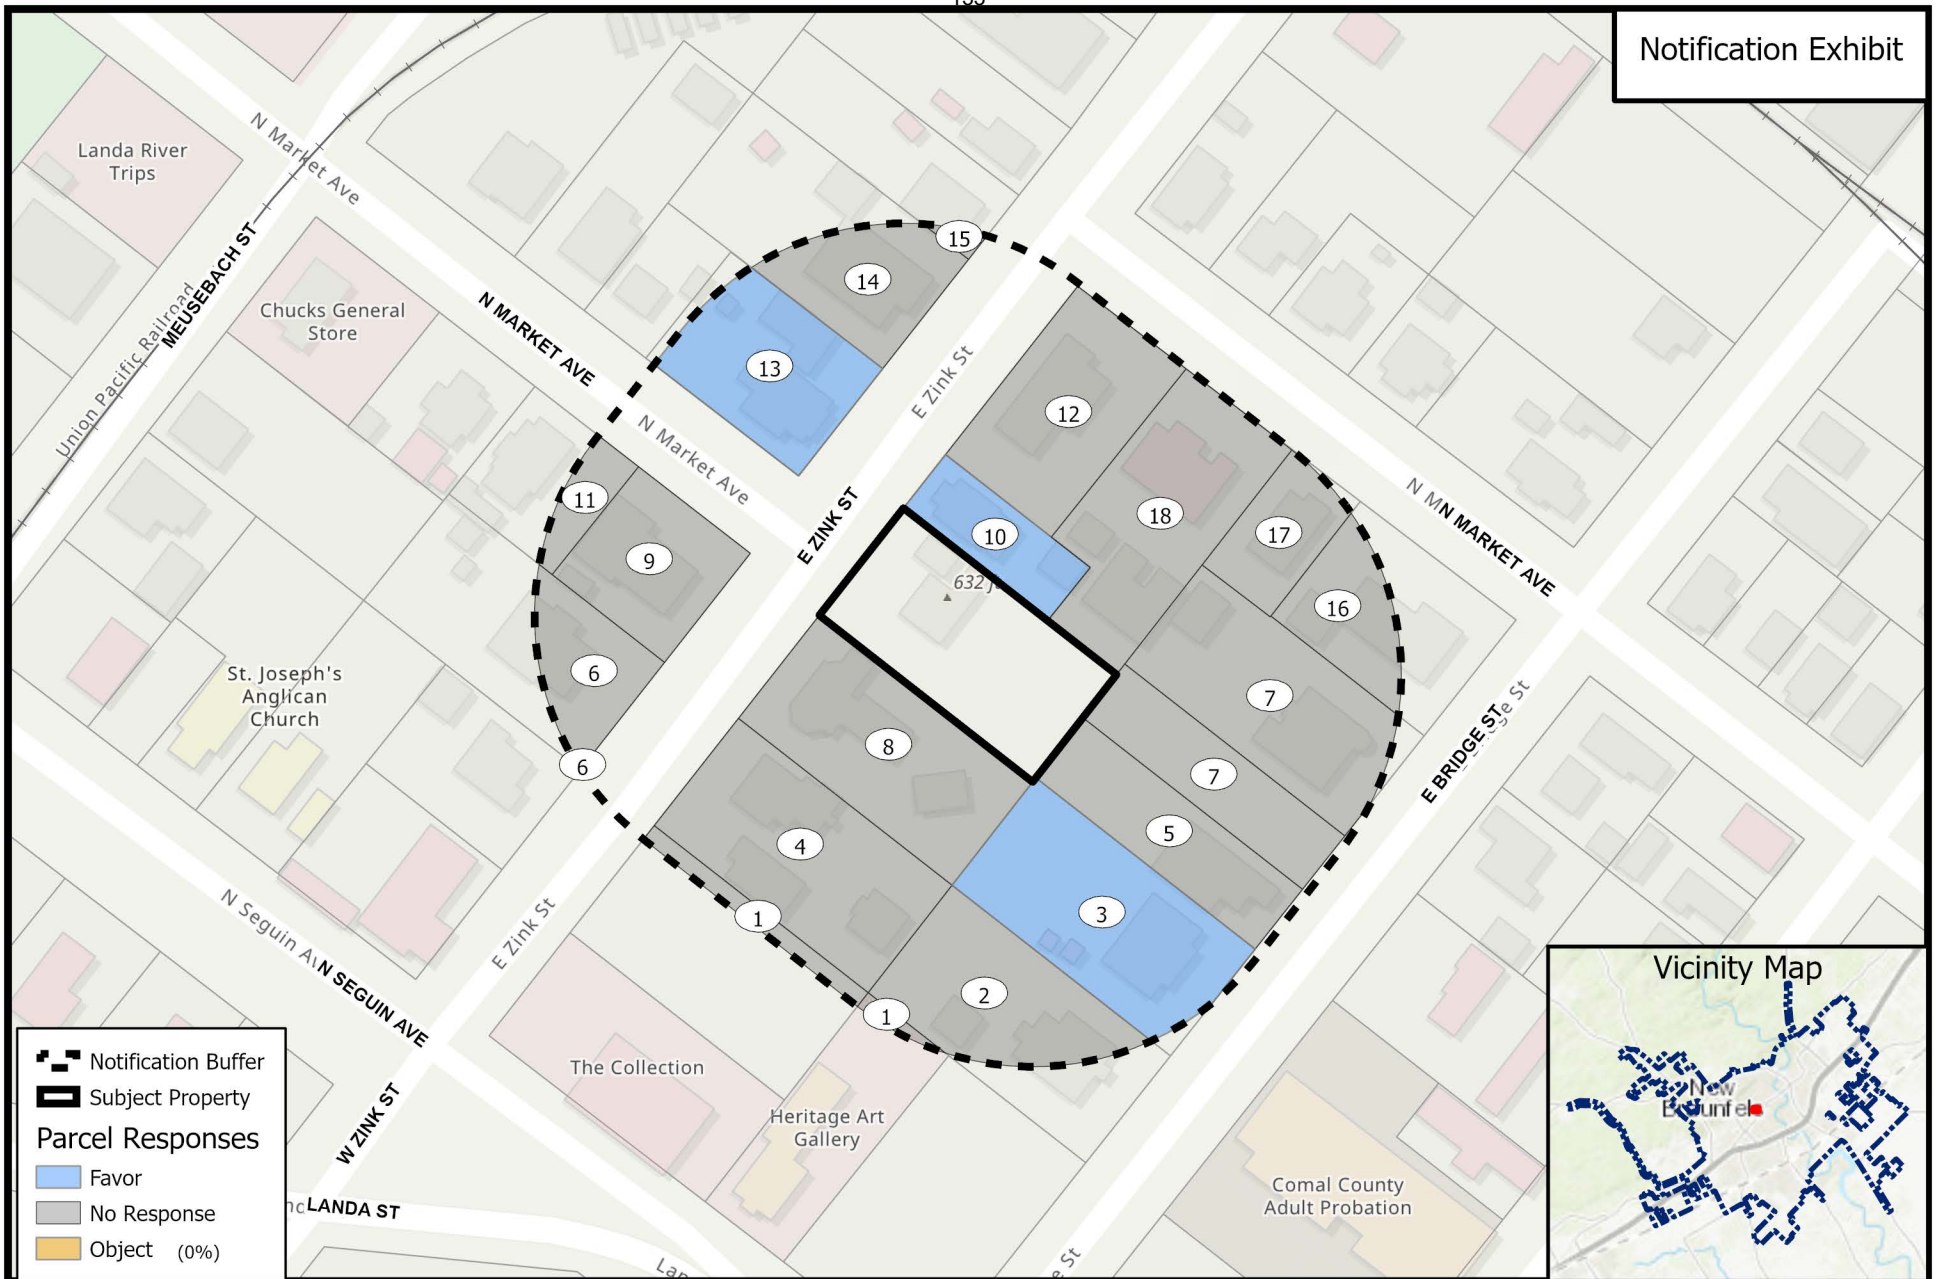 Notification Exhibit
Landa River
Trips
N Market Ave
MEUSEBACH ST
Union Pacific Railroad
Chucks General
Store
N MARKET AVE
N Market Ave
15
14
13
E Zink St
12
11
9
E ZINK ST
10
18
17
16
N MARKET AVE
632 ft
6
St. Joseph's
Anglican
Church
6
8
7
7
5
E BRIDGE ST
4
3
1
2
1
N Seguin Av
N SEGUIN AVE
E Zink St
The Collection
Heritage Art
Gallery
W ZINK ST
LANDA ST
Comal County
Adult Probation
Notification Buffer
Subject Property
Parcel Responses
Favor
No Response
Object (0%)
Vicinity Map
New
Braunfels